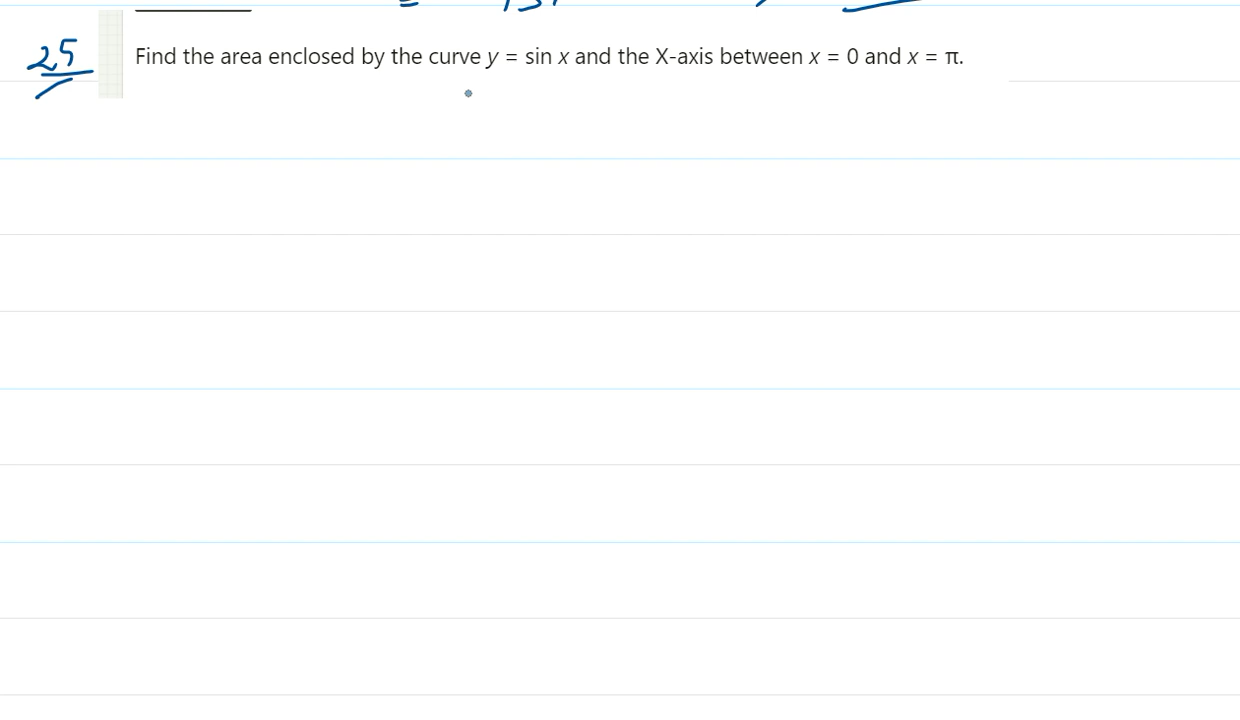 25 Find the area enclosed by the curve y = sin x and the X-axis between x = 0 and x = π.